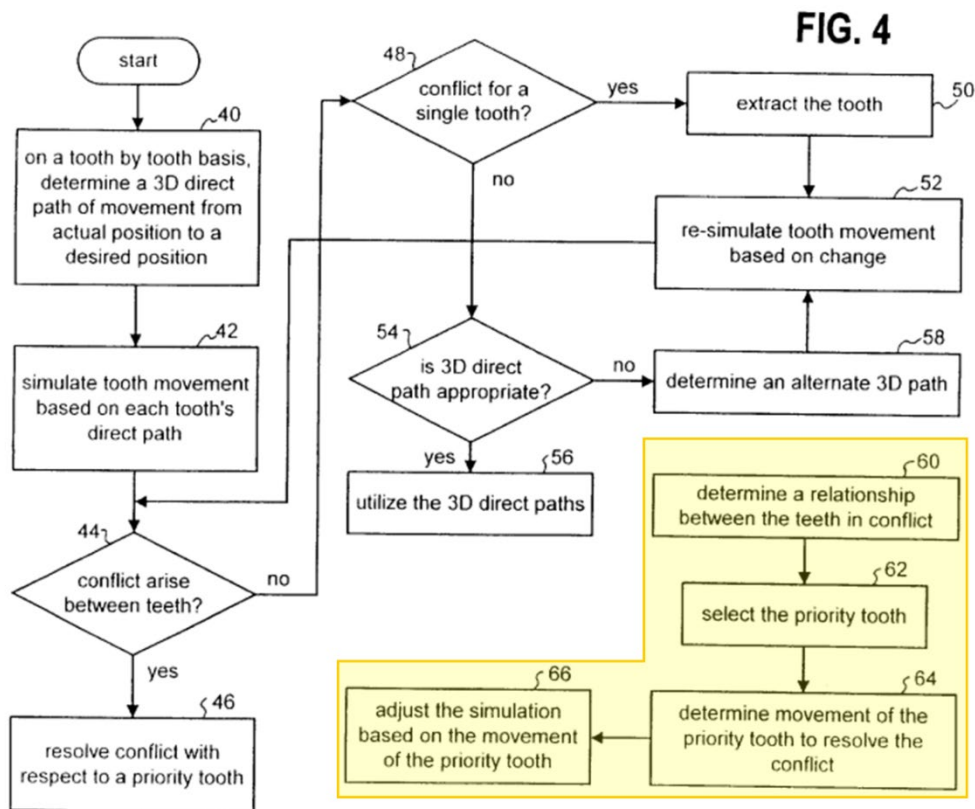 FIG. 4
start
40
on a tooth by tooth basis,
determine a 3D direct
path of movement from
actual position to a
desired position
42
simulate tooth movement
based on each tooth's
direct path
44
conflict arise
between teeth?
no
yes
46
resolve conflict with
respect to a priority tooth
48
conflict for a
single tooth?
yes
no
50
extract the tooth
52
re-simulate tooth movement
based on change
54
is 3D direct
path appropriate?
no
yes
56
utilize the 3D direct paths
58
determine an alternate 3D path
60
determine a relationship
between the teeth in conflict
62
select the priority tooth
64
determine movement of the
priority tooth to resolve the
conflict
66
adjust the simulation
based on the movement
of the priority tooth